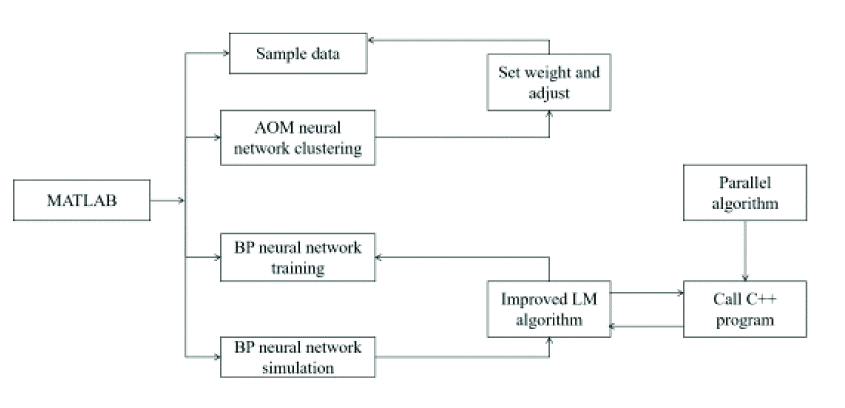 Sample data
Set weight and
adjust
AOM neural
network clustering
MATLAB
Parallel
algorithm
BP neural network
training
Improved LM
algorithm
Call C++
program
BP neural network
simulation